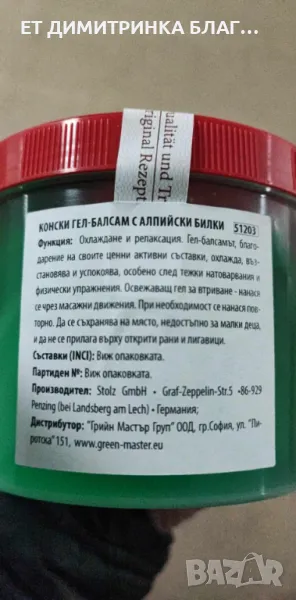 ЕТ ДИМИТРИНКА БЛАГ...
ualität und Tr
riginal Rezept
КОНСКИ ГЕЛ-БАЛСАМ С АЛПИЙСКИ БИЛКИ 51203
Функция: Охлаждане и релаксация. Гел-балсамът, благо-
дарение на своите ценни активни съставки, охлажда, въз-
становява и успокоява, особено след тежки натоварвания и
физически упражнения. Освежаващ гел за втриване - нанася
се чрез масажни движения. При необходимост се нанася пов-
торно. Да се съхранява на място, недостъпно за малки деца,
и да не се прилага върху открити рани и лигавици.
Съставки (INCI): Виж опаковката.
Партиден №: Виж опаковката.
Производител: Stolz GmbH • Graf-Zeppelin-Str.5 •86-929
Penzing (bei Landsberg am Lech) • Германия;
Дистрибутор: "Грийн Мастър Груп" ООД, гр.София, ул. "Пи-
ротска" 151, www.green-master.eu
BAZAR
bg